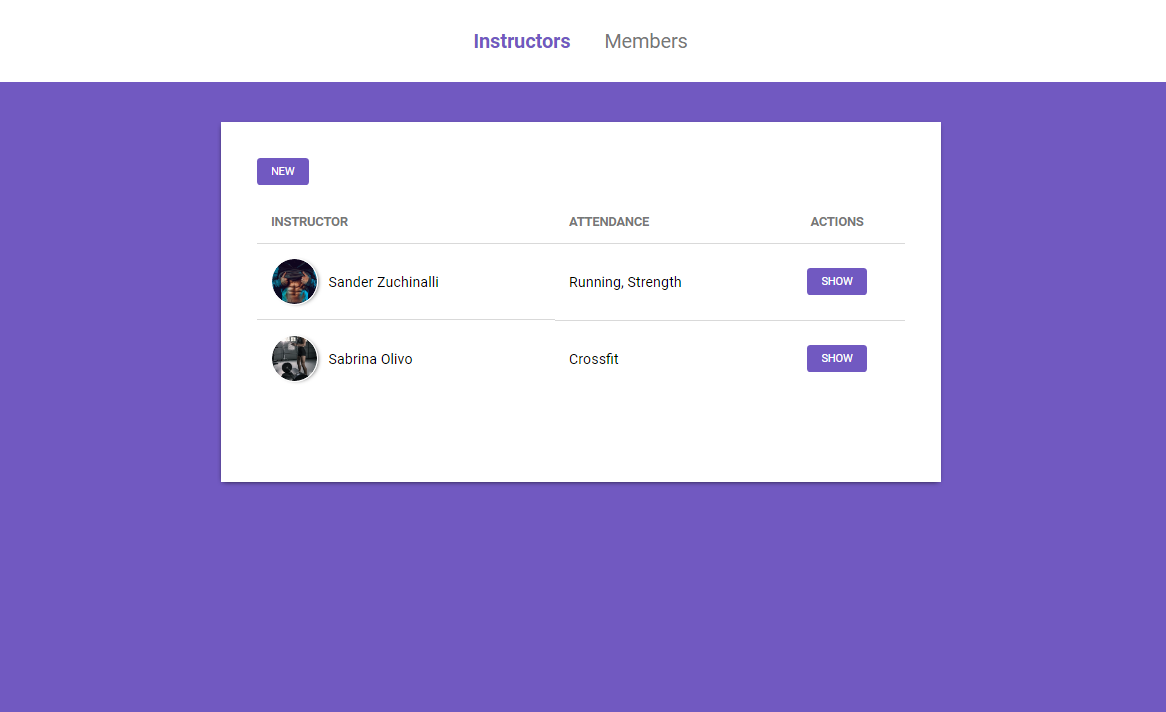 Instructors Members
NEW
INSTRUCTOR ATTENDANCE ACTIONS
Sander Zuchinalli Running, Strength SHOW
Sabrina Olivo Crossfit SHOW